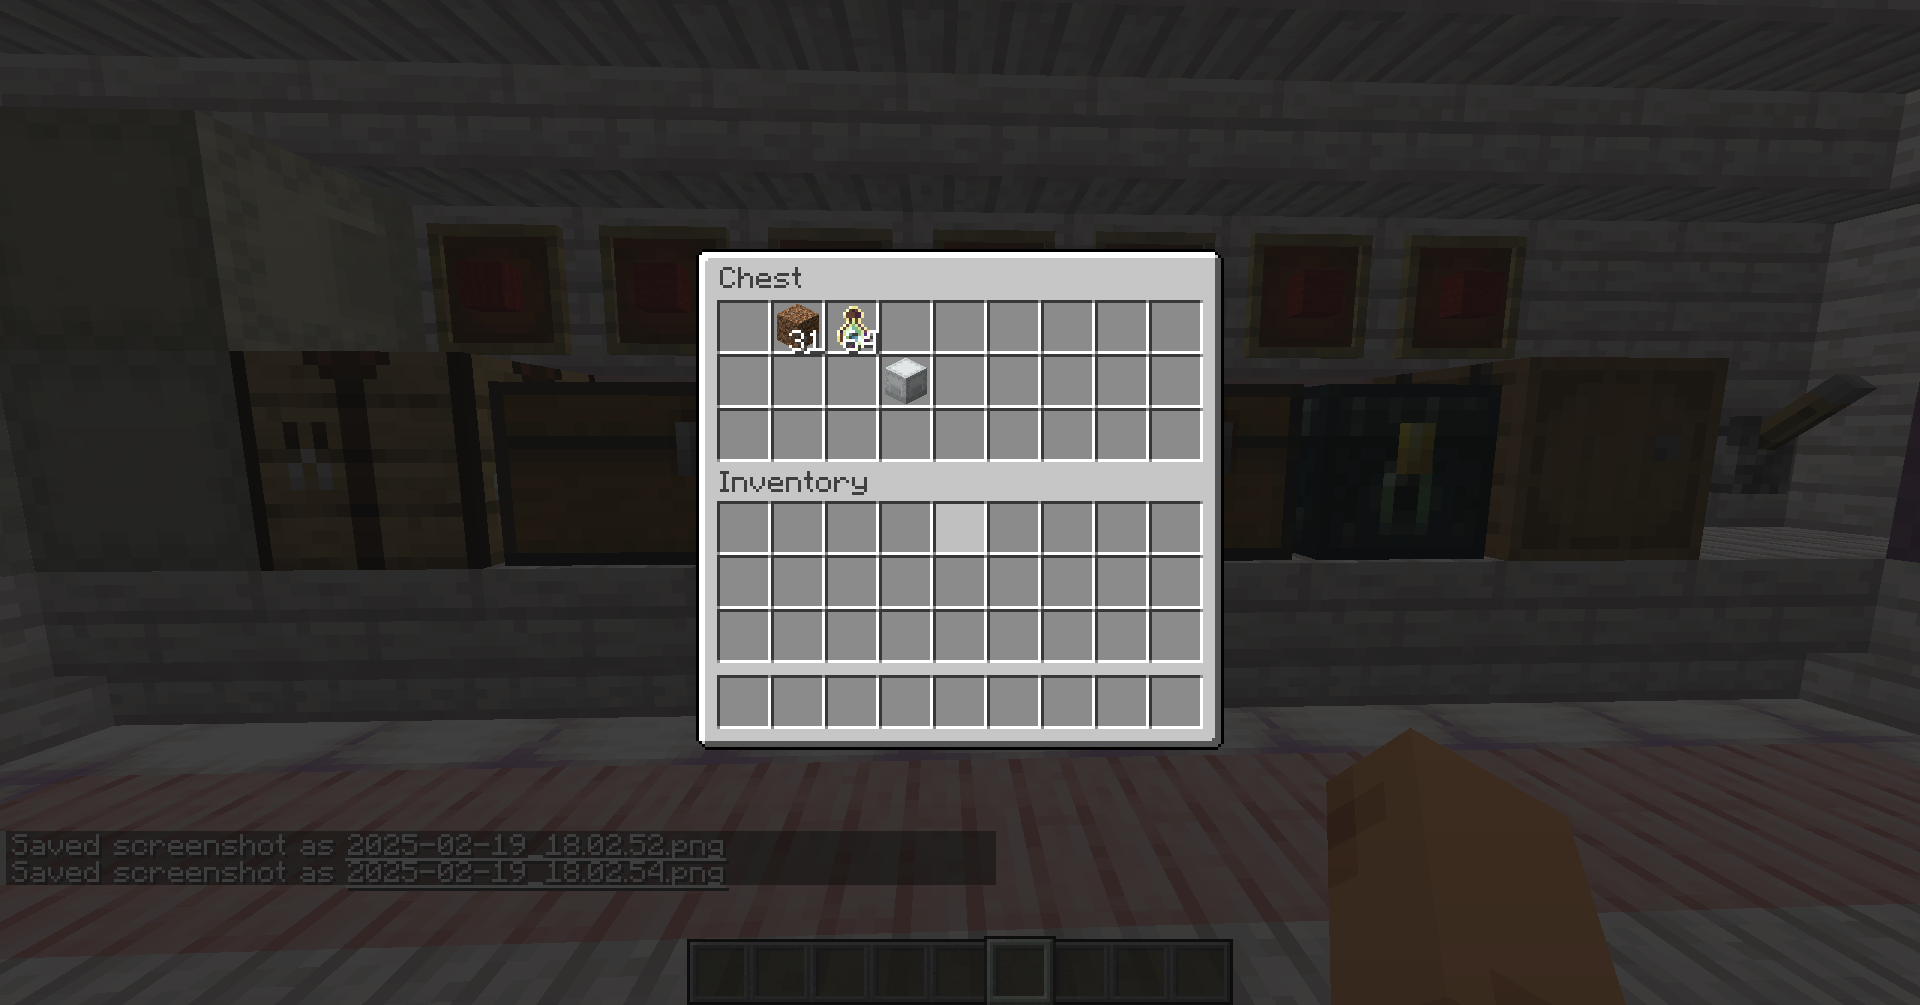 Chest
31
64
Inventory
Saved screenshot as 2025-02-19_18.02.52.png
Saved screenshot as 2025-02-19_18.02.54.png